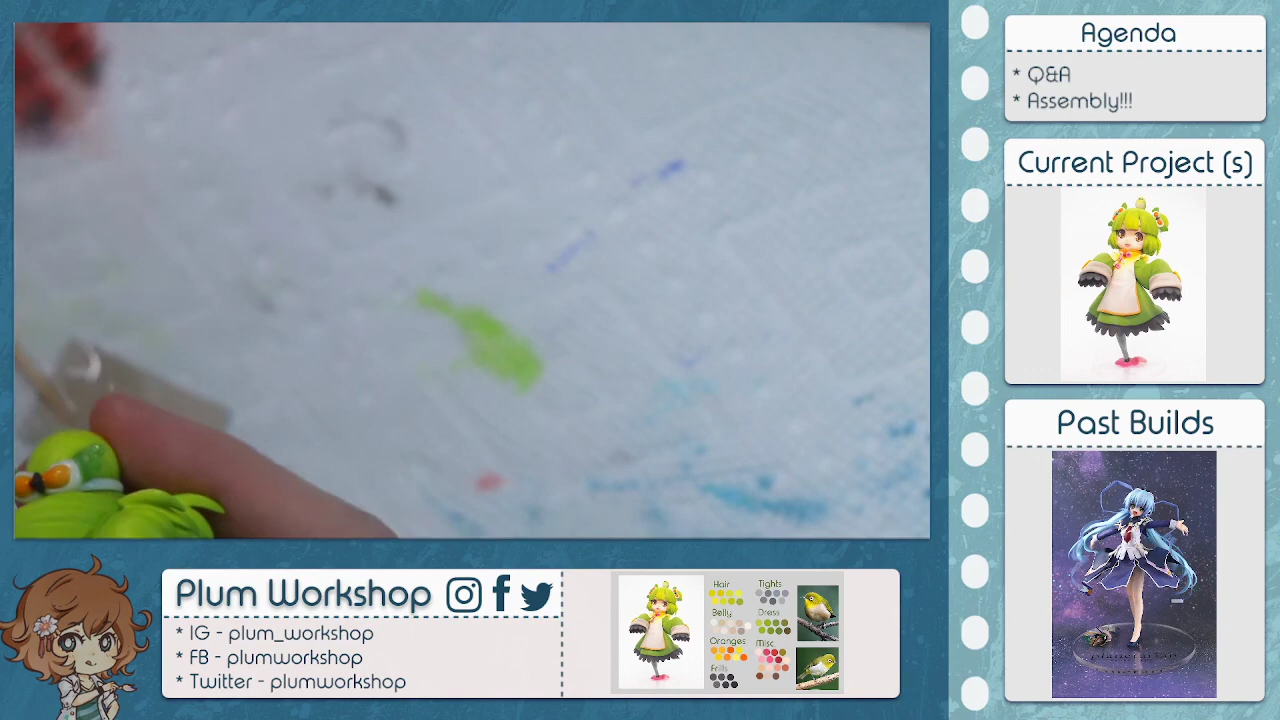 Agenda
* Q&A
* Assembly!!!
Current Project (s)
Past Builds
Plum Workshop
* IG - plum_workshop
* FB - plumworkshop
* Twitter - plumworkshop
Hair
Tights
Belly
Dress
Oranges
Misc.
Frills